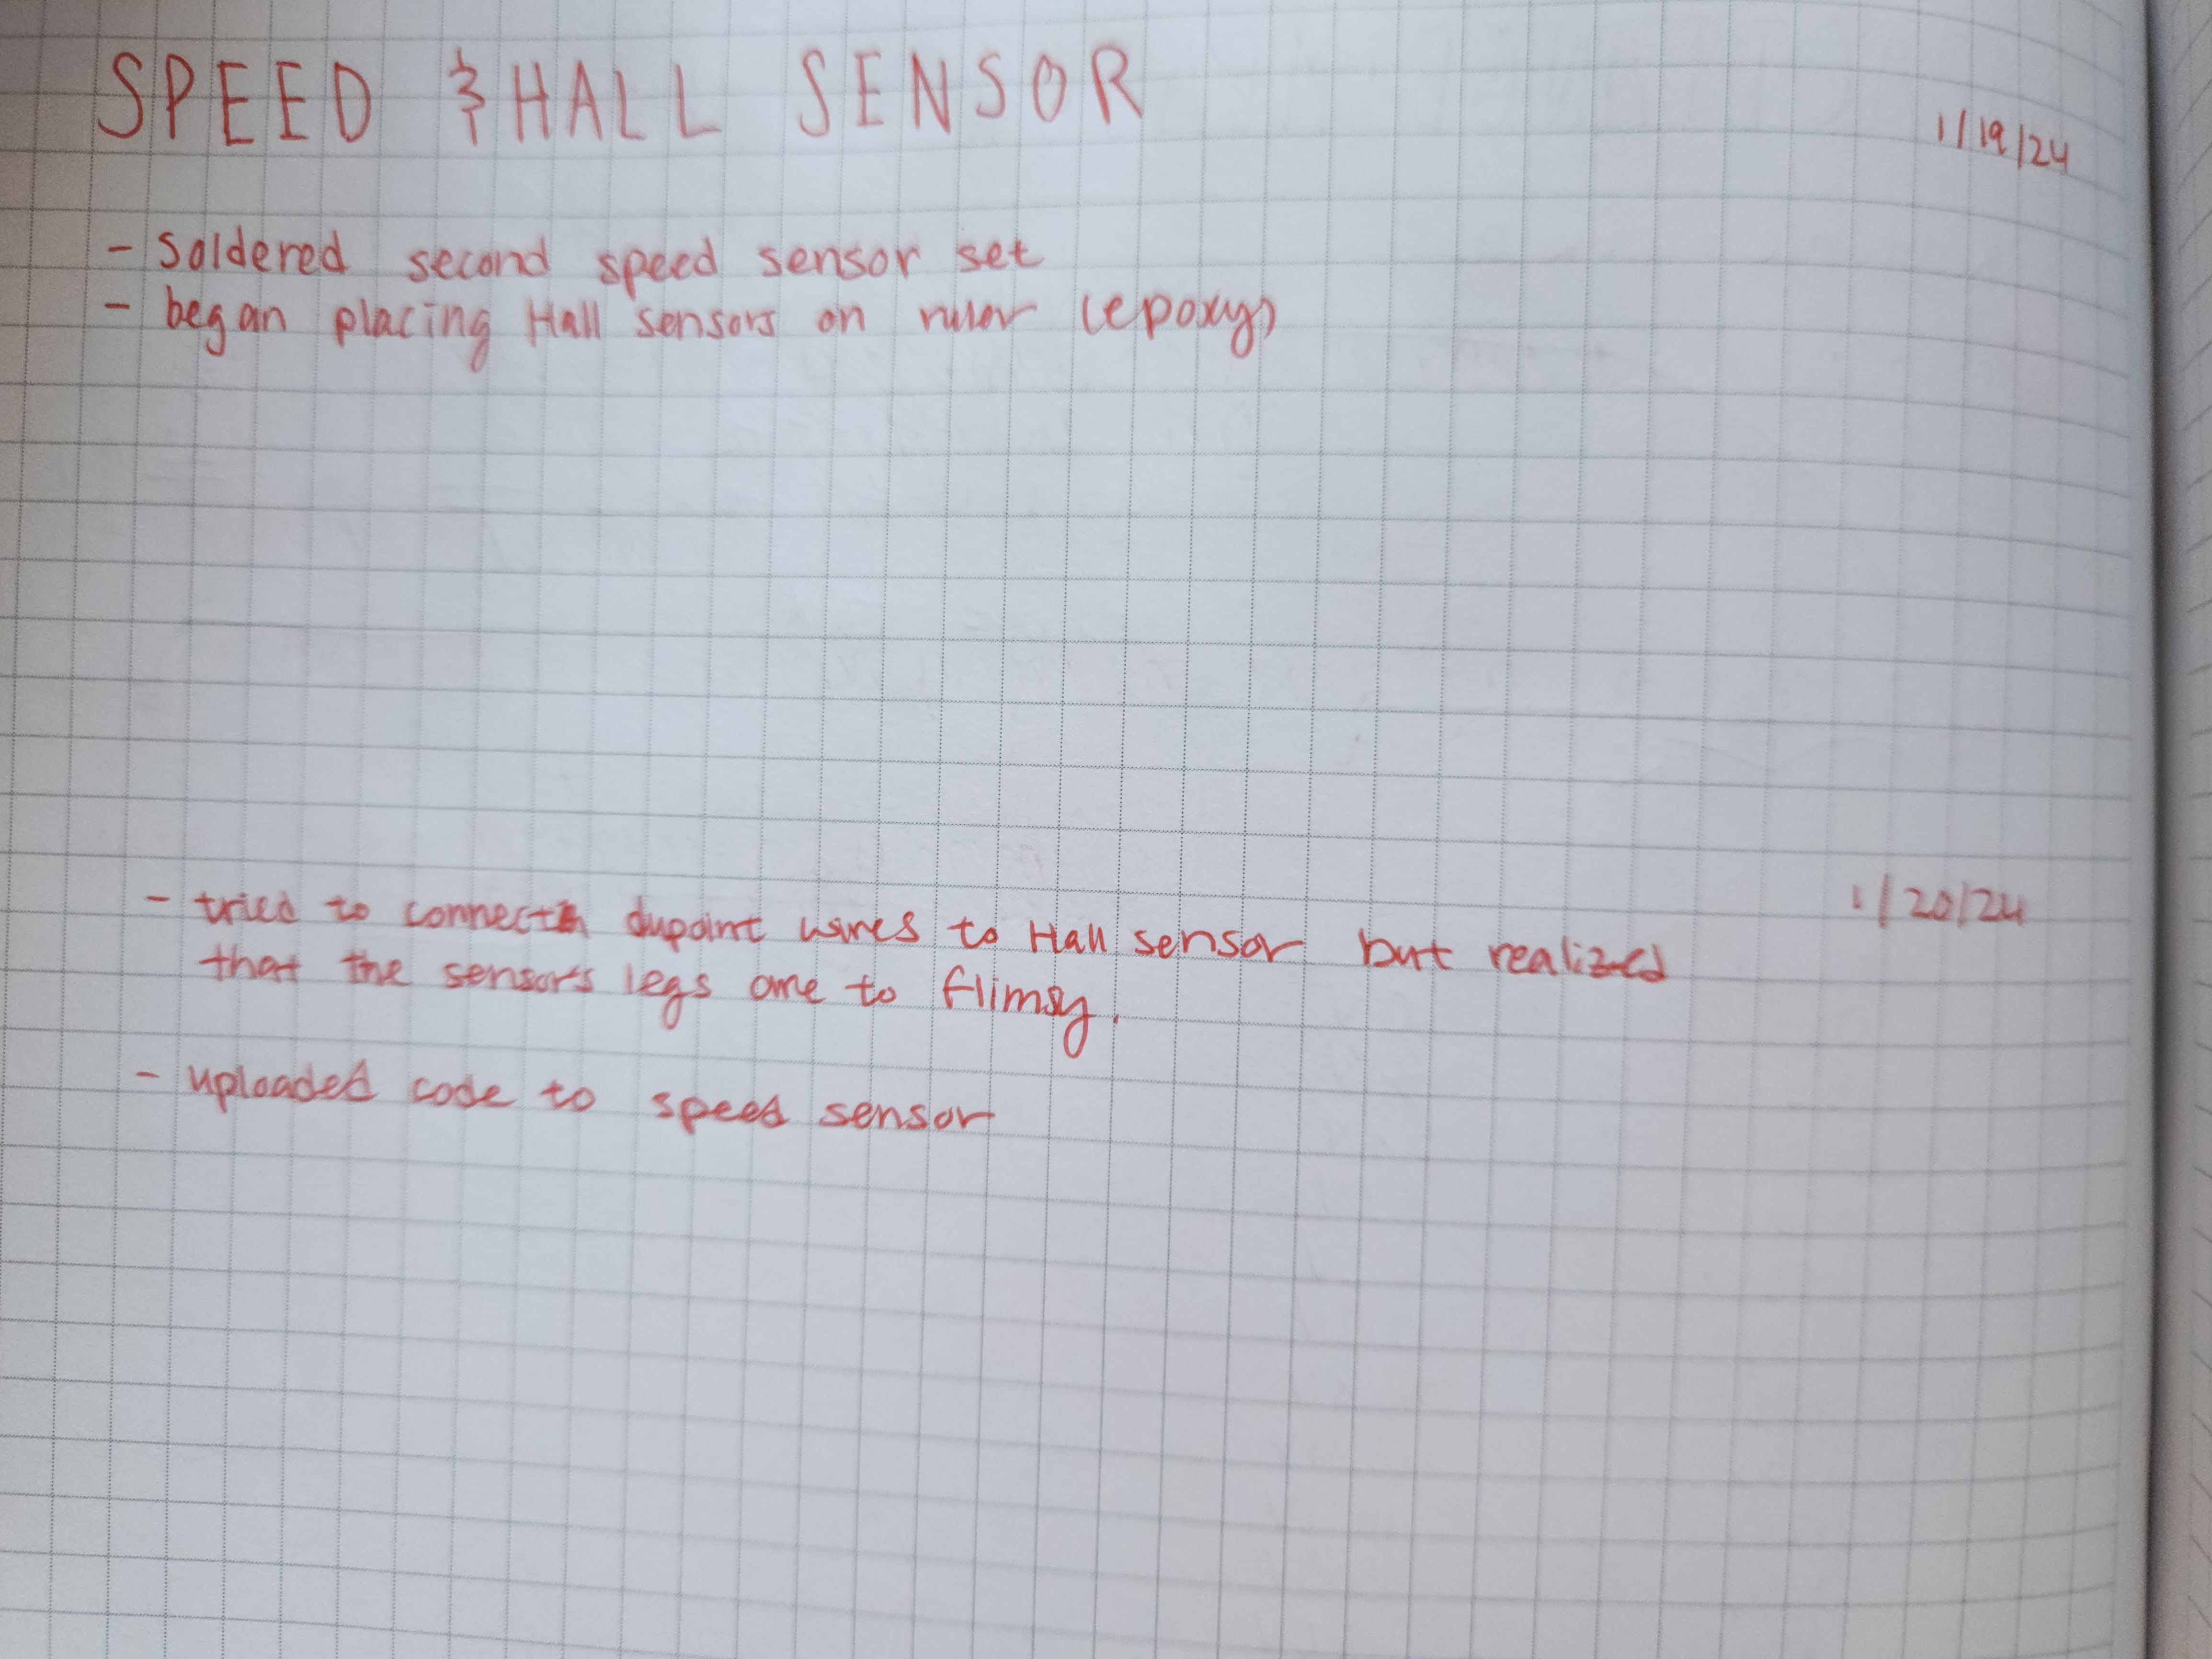 SPEED & HALL SENSOR
1/19/24
- Soldered second speed sensor set
- began placing Hall sensors on ruler (epoxy)
1/20/24
- tried to connect dupoint wires to Hall sensor but realized
that the sensors legs are to flimsy.
- uploaded code to speed sensor